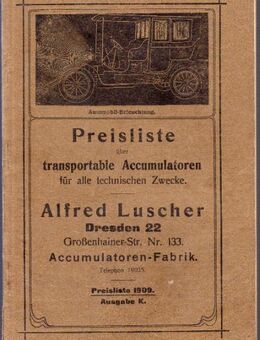 Automobil-Beleuchtung.
Preisliste
über
transportable Accumulatoren
für alle technischen Zwecke.
Alfred Luscher
Dresden 22
Großenhainer-Str. Nr. 133.
Accumulatoren-Fabrik.
Telephon
Preisliste 1909.
Ausgabe K.